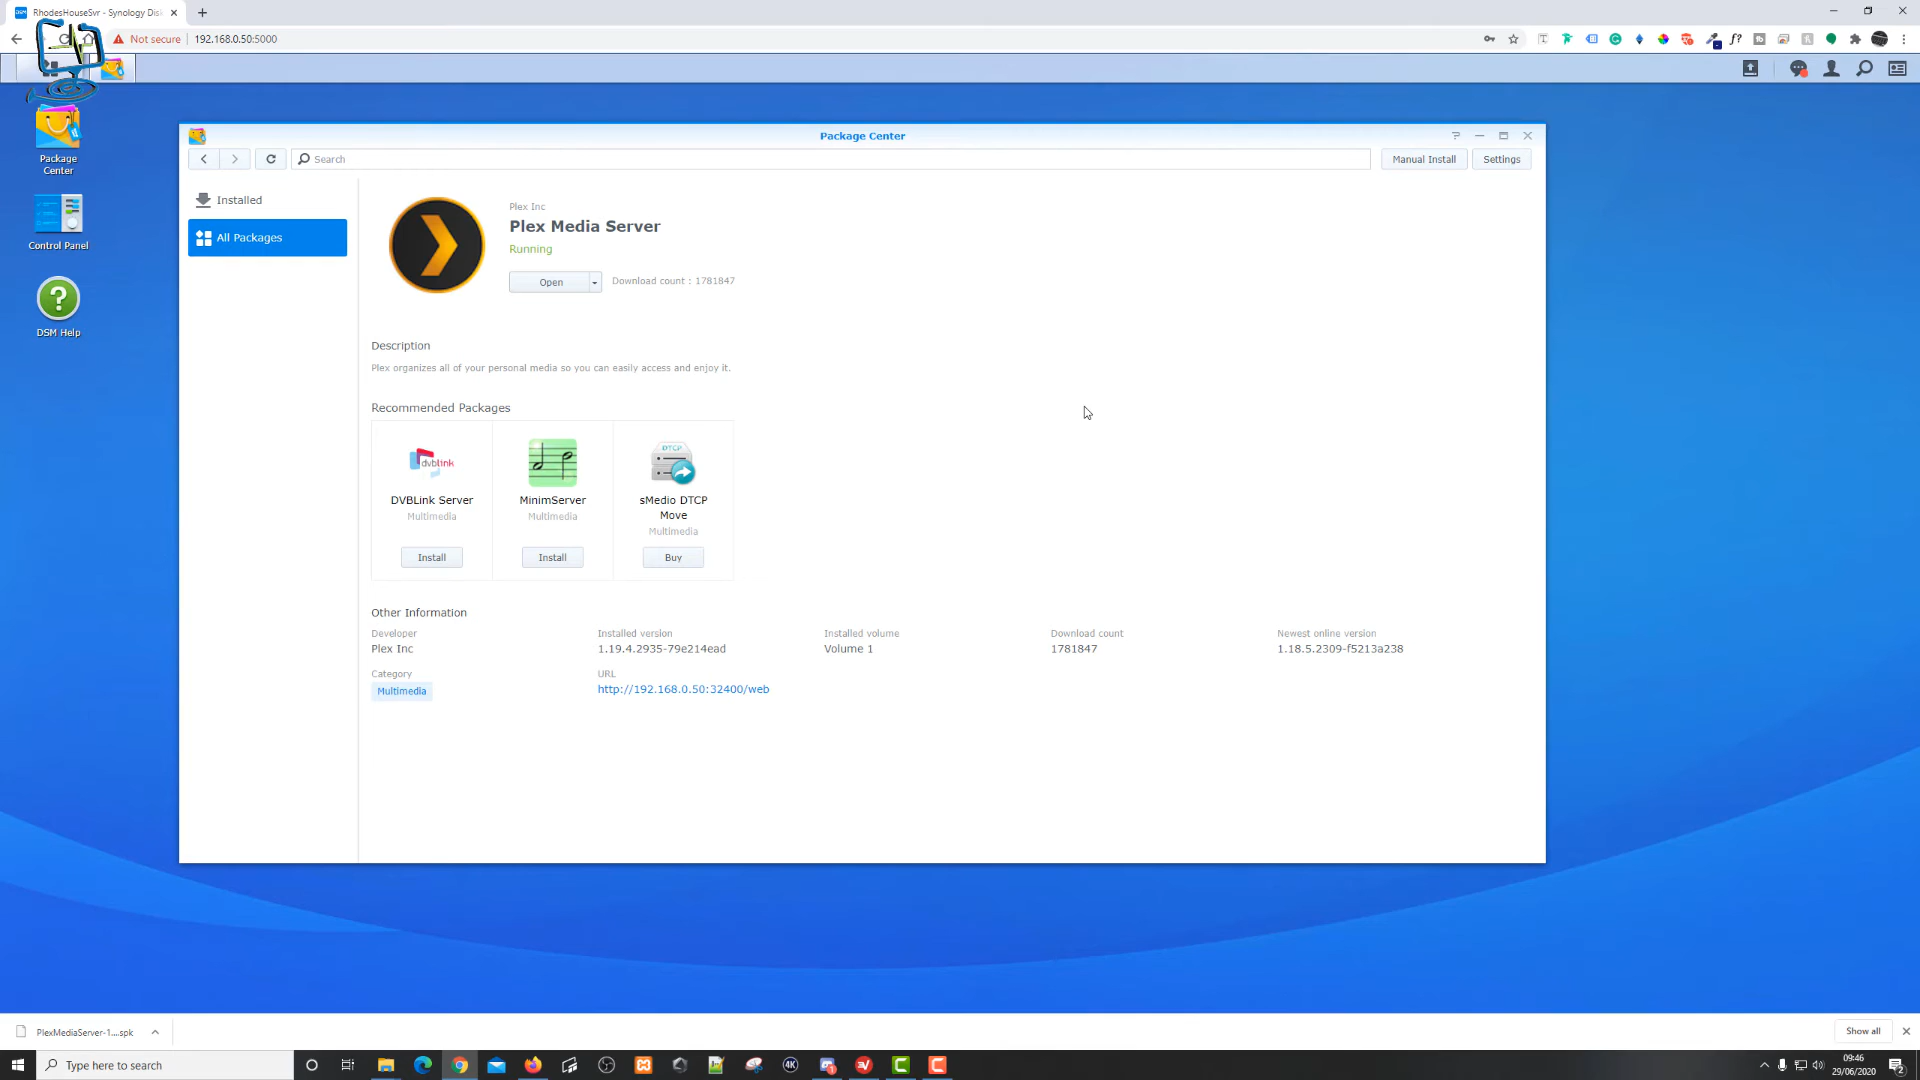 RhodesHouseSvr - Synology Disk
Not secure
192.168.0.50:5000
Package
Center
Control Panel
DSM Help
Package Center
Search
Manual Install
Settings
Installed
All Packages
Plex Inc
Plex Media Server
Running
Open
Download count : 1781847
Description
Plex organizes all of your personal media so you can easily access and enjoy it.
Recommended Packages
DTCP
dvblink
DVBLink Server
MinimServer
sMedio DTCP
Move
Multimedia
Multimedia
Multimedia
Install
Install
Buy
Other Information
Developer
Installed version
Installed volume
Download count
Newest online version
Plex Inc
1.19.4.2935-79e214ead
Volume 1
1781847
1.18.5.2309-f5213a238
Category
URL
Multimedia
http://192.168.0.50:32400/web
PlexMediaServer-1....spk
Show all
Type here to search
4K
09:46
29/06/2020